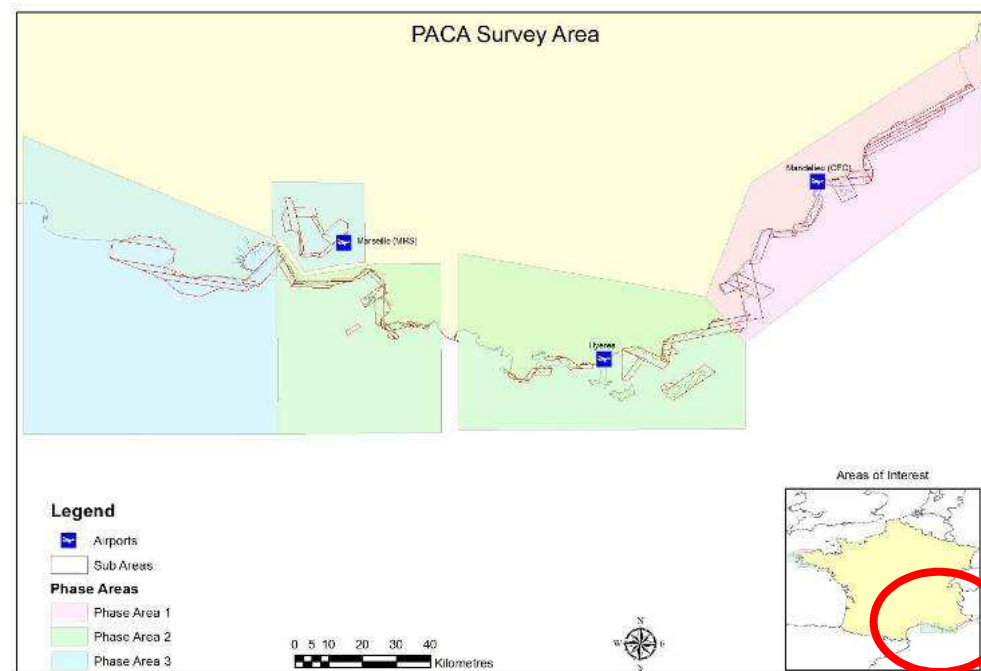 PACA Survey Area
Mandelieu (CEQ)
Marseille (MRS)
Hyeres
Areas of Interest
Legend
Airports
Sub Areas
Phase Areas
Phase Area 1
Phase Area 2
Phase Area 3
0 5 10 20 30 40
Kilometres
N
W E
S